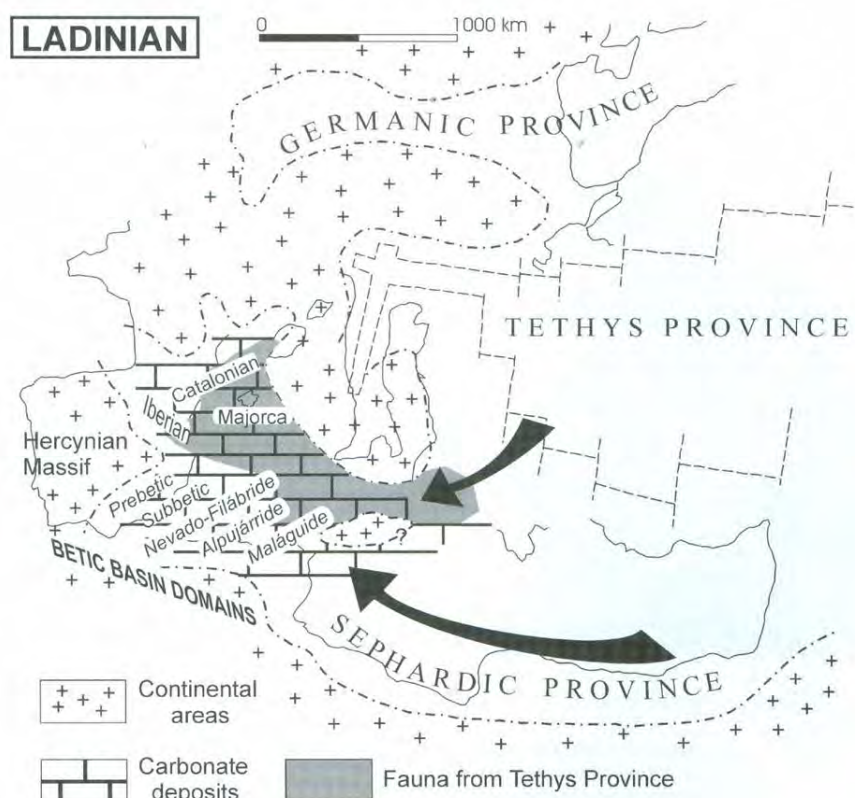 LADINIAN
0 1000 km
GERMANIC PROVINCE
TETHYS PROVINCE
Catalonian
Iberian
Majorca
Hercynian
Massif
Prebetic
Subbetic
Nevado-Filábride
Alpujárride
Maláguide
?
BETIC BASIN DOMAINS
SEPHARDIC PROVINCE
Continental
areas
Carbonate
deposits
Fauna from Tethys Province